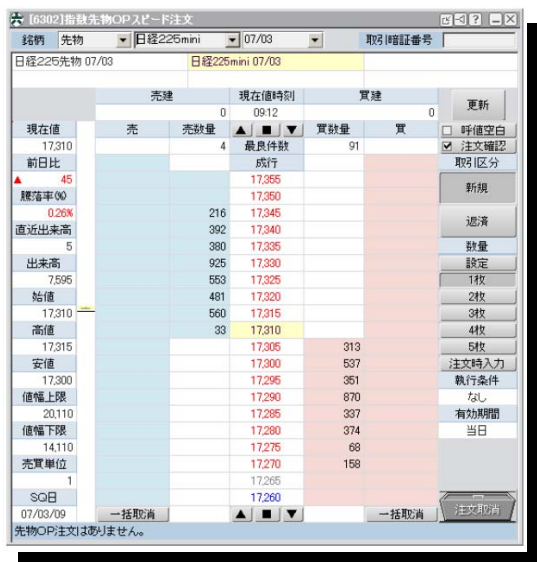 [6302]指数先物OPスピード注文
銘柄 先物 日経225mini 07/03 取引暗証番号
日経225先物 07/03 日経225mini 07/03
売建 現在値時刻 買建 更新
0 09:12 0
現在値 売 売数量 ▲ ■ ▼ 買数量 買 呼値空白
17,310 4 最良件数 91 注文確認
前日比 成行 取引区分
▲ 45 17,355 新規
騰落率(%) 17,350
0.26% 216 17,345
直近出来高 392 17,340 返済
5 380 17,335 数量
出来高 925 17,330 設定
7,595 553 17,325 1枚
始値 481 17,320 2枚
17,310 560 17,315 3枚
高値 33 17,310 4枚
17,315 17,305 313 5枚
安値 17,300 537 注文時入力
17,300 17,295 351 執行条件
値幅上限 17,290 870 なし
20,110 17,285 337 有効期間
値幅下限 17,280 374 当日
14,110 17,275 68
売買単位 17,270 158
1 17,265
SQ日 17,260
07/03/09 一括取消 ▲ ■ ▼ 一括取消 注文取消
先物OP注文はありません。